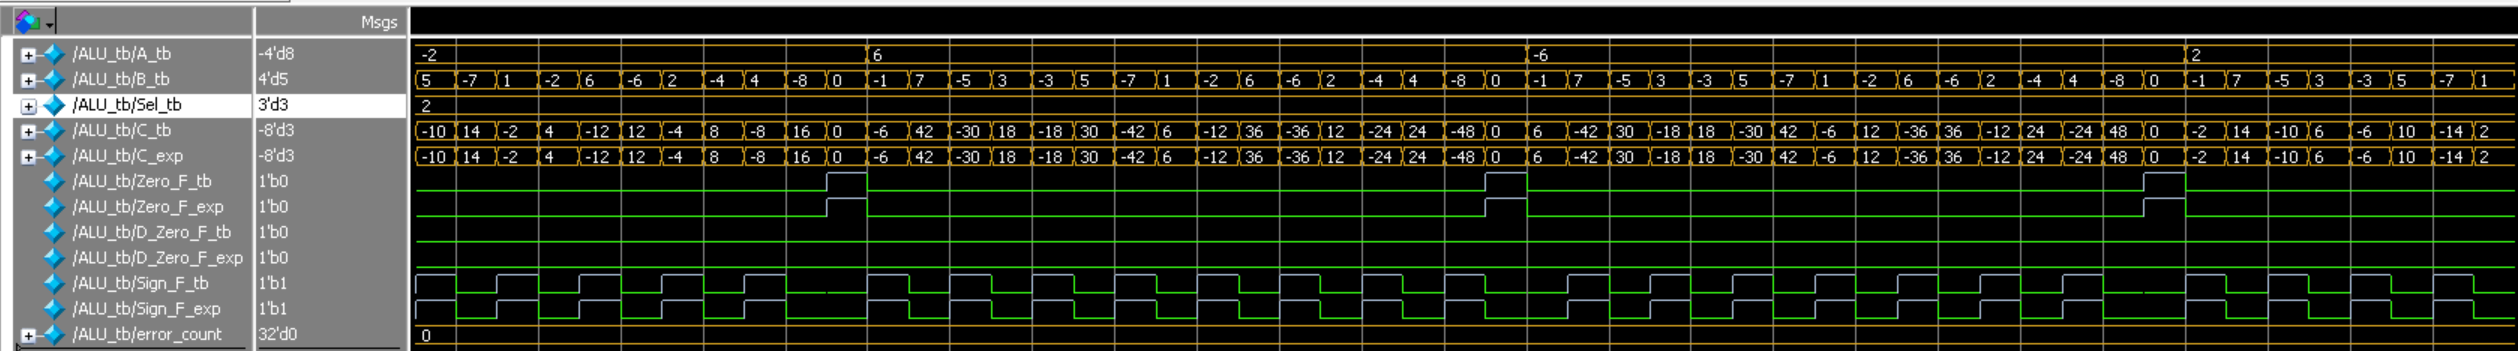 Msgs
/ALU_tb/A_tb -4'd8 -2 6 -6 2
/ALU_tb/B_tb 4'd5 5 -7 1 -2 6 -6 2 -4 4 -8 0 -1 7 -5 3 -3 5 -7 1 -2 6 -6 2 -4 4 -8 0 -1 7 -5 3 -3 5 -7 1 -2 6 -6 2 -4 4 -8 0 -1 7 -5 3 -3 5 -7 1
/ALU_tb/Sel_tb 3'd3 2
/ALU_tb/C_tb -8'd3 -10 14 -2 4 -12 12 -4 8 -8 16 0 -6 42 -30 18 -18 30 -42 6 -12 36 -36 12 -24 24 -48 0 6 -42 30 -18 18 -30 42 -6 12 -36 36 -12 24 -24 48 0 -2 14 -10 6 -6 10 -14 2
/ALU_tb/C_exp -8'd3 -10 14 -2 4 -12 12 -4 8 -8 16 0 -6 42 -30 18 -18 30 -42 6 -12 36 -36 12 -24 24 -48 0 6 -42 30 -18 18 -30 42 -6 12 -36 36 -12 24 -24 48 0 -2 14 -10 6 -6 10 -14 2
/ALU_tb/Zero_F_tb 1'b0
/ALU_tb/Zero_F_exp 1'b0
/ALU_tb/D_Zero_F_tb 1'b0
/ALU_tb/D_Zero_F_exp 1'b0
/ALU_tb/Sign_F_tb 1'b1
/ALU_tb/Sign_F_exp 1'b1
/ALU_tb/error_count 32'd0 0